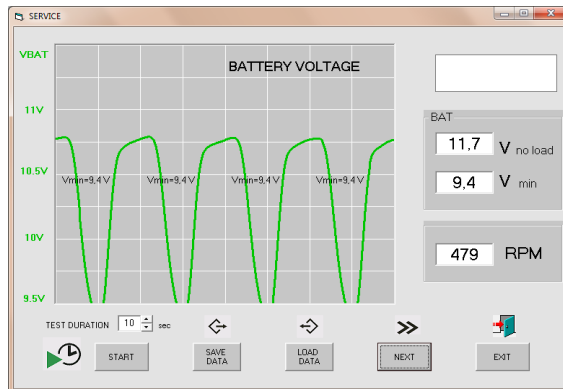 SERVICE
VBAT
BATTERY VOLTAGE
11V
BAT
11,7 V no load
10.5V
Vmin=9,4 V Vmin=9,4 V Vmin=9,4 V Vmin=9,4 V
9,4 V min
10V
479 RPM
9.5V
TEST DURATION 10 sec
START
SAVE DATA
LOAD DATA
NEXT
EXIT